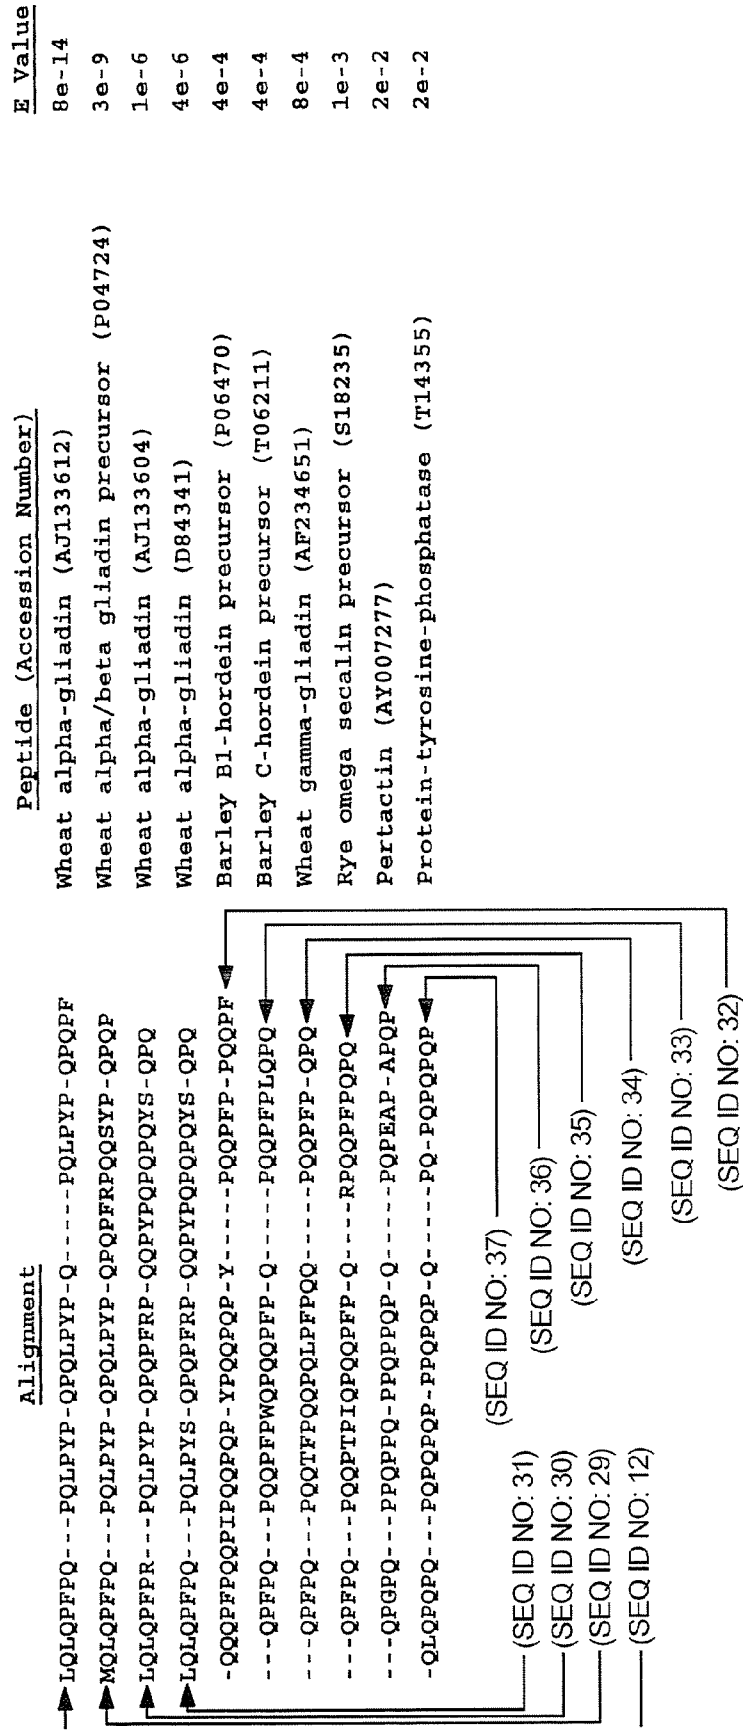 Alignment Peptide (Accession Number) E Value
LQLQPFPQ---PQLPYP-QPQLPYP-Q-----PQLPYP-QPQPF Wheat alpha-gliadin (AJ133612) 8e-14
MQLQPFPQ---PQLPYP-QPQLPYP-QPQPFRPQQSYP-QPQP Wheat alpha/beta gliadin precursor (P04724) 3e-9
LQLQPFPR---PQLPYP-QPQPFRP-QQPYPQPQPQYS-QPQ Wheat alpha-gliadin (AJ133604) 1e-6
LQLQPFPQ---PQLPYS-QPQPFRP-QQPYPQPQPQYS-QPQ Wheat alpha-gliadin (D84341) 4e-6
-QQQPFPQQPIPQQPQP-YPQQPQP-Y-----PQQPFP-PQQPF Barley B1-hordein precursor (P06470) 4e-4
---QPFPQ---PQQPFPWQPQQPFP-Q-----PQQPFPLQPQ Barley C-hordein precursor (T06211) 4e-4
---QPFPQ---PQQTFPQQPQLPFPQQ-----PQQPFP-QPQ Wheat gamma-gliadin (AF234651) 8e-4
---QPFPQ---PQQPTPIQPQQPFP-Q----RPQQPFPQPQ Rye omega secalin precursor (S18235) 1e-3
---QPGPQ---PPQPPQ-PPQPPQP-Q-----PQPEAP-APQP Pertactin (AY007277) 2e-2
-QLQPQPQ---PQPQPQP-PPQPQP-Q-----PQ-PQPQPQP Protein-tyrosine-phosphatase (T14355) 2e-2
(SEQ ID NO: 31)
(SEQ ID NO: 30)
(SEQ ID NO: 29)
(SEQ ID NO: 12)
(SEQ ID NO: 37)
(SEQ ID NO: 36)
(SEQ ID NO: 35)
(SEQ ID NO: 34)
(SEQ ID NO: 33)
(SEQ ID NO: 32)